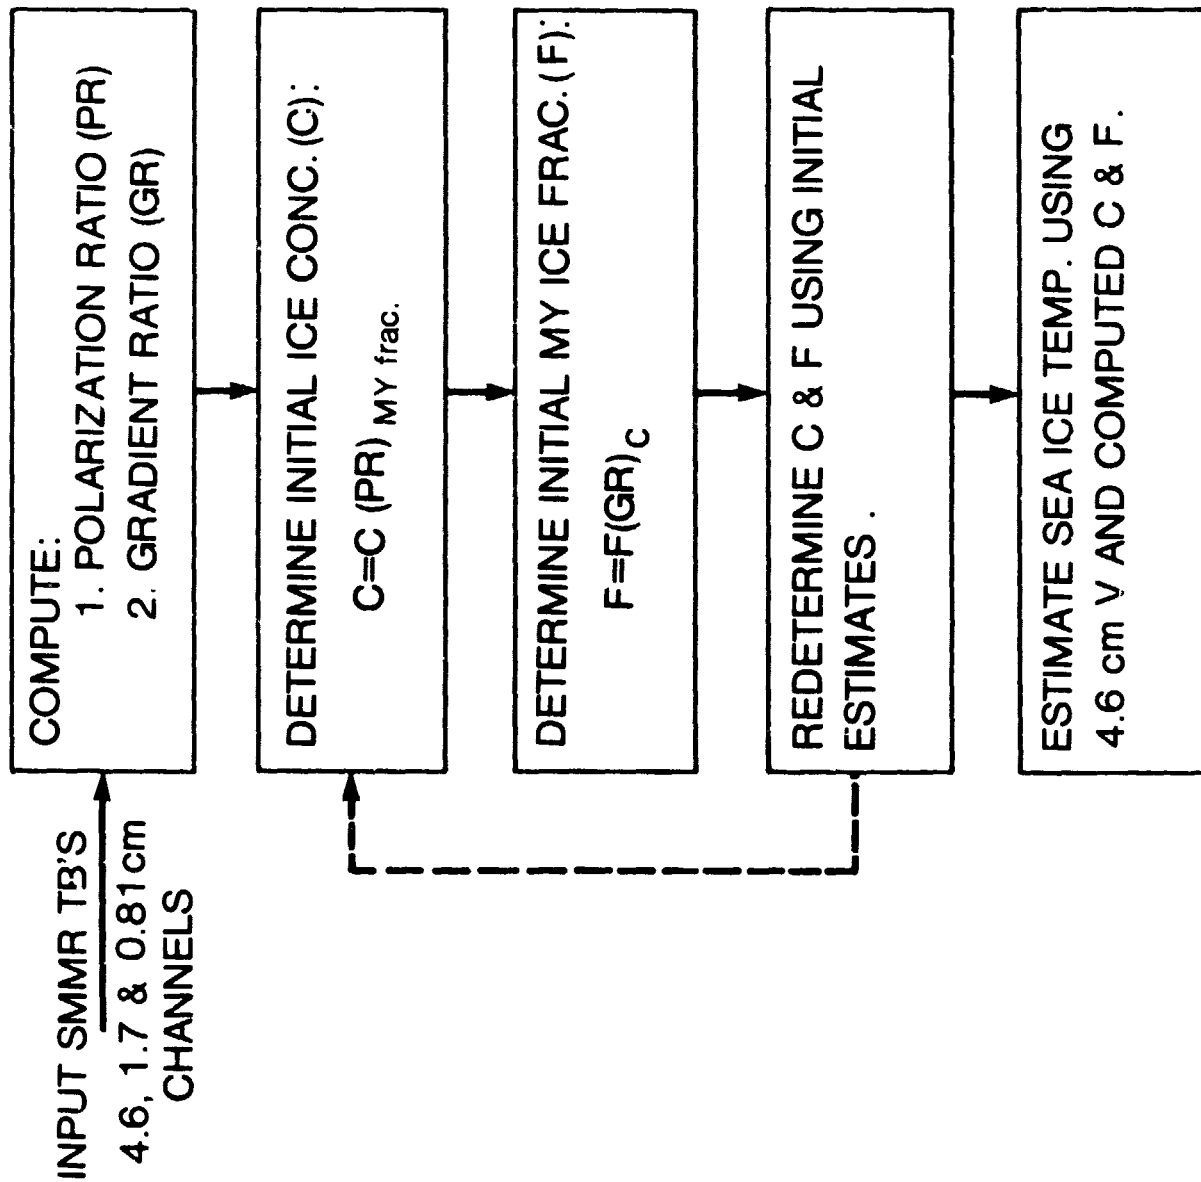 INPUT SMMR TB'S
4.6, 1.7 & 0.81cm
CHANNELS
COMPUTE:
1. POLARIZATION RATIO (PR)
2. GRADIENT RATIO (GR)
DETERMINE INITIAL ICE CONC. (C):
C=C (PR) MY frac.
DETERMINE INITIAL MY ICE FRAC. (F):
F=F(GR)C
REDETERMINE C & F USING INITIAL
ESTIMATES .
ESTIMATE SEA ICE TEMP. USING
4.6 cm V AND COMPUTED C & F.